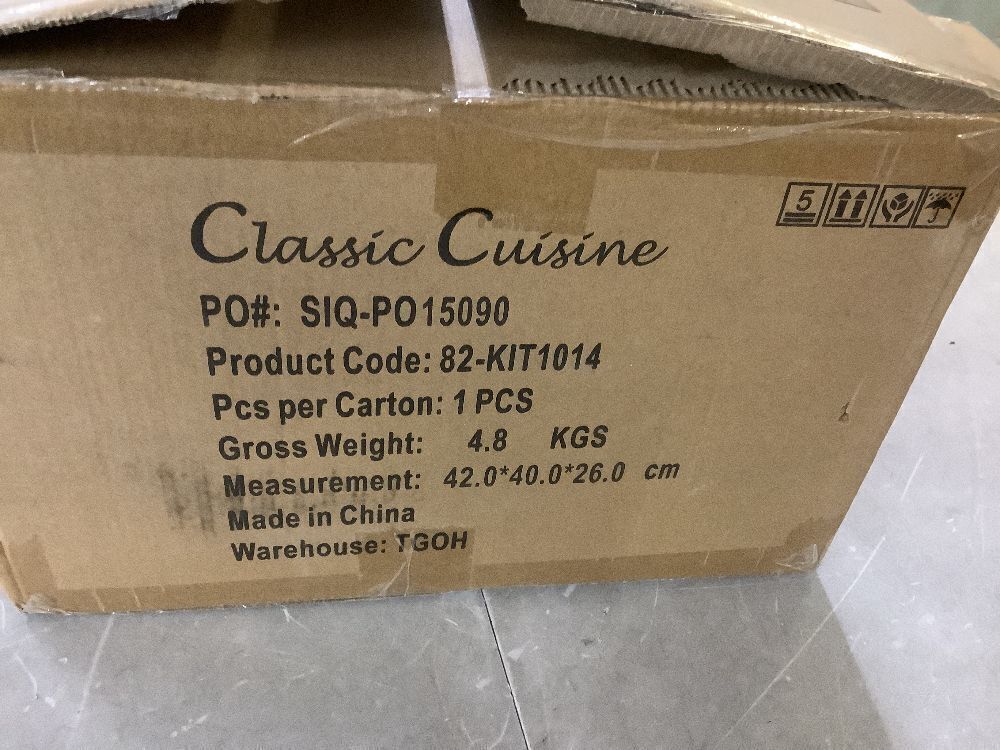 Classic Cuisine
5
PO#: SIQ-PO15090
Product Code: 82-KIT1014
Pcs per Carton: 1 PCS
Gross Weight: 4.8 KGS
Measurement: 42.0*40.0*26.0 cm
Made in China
Warehouse: TGOH